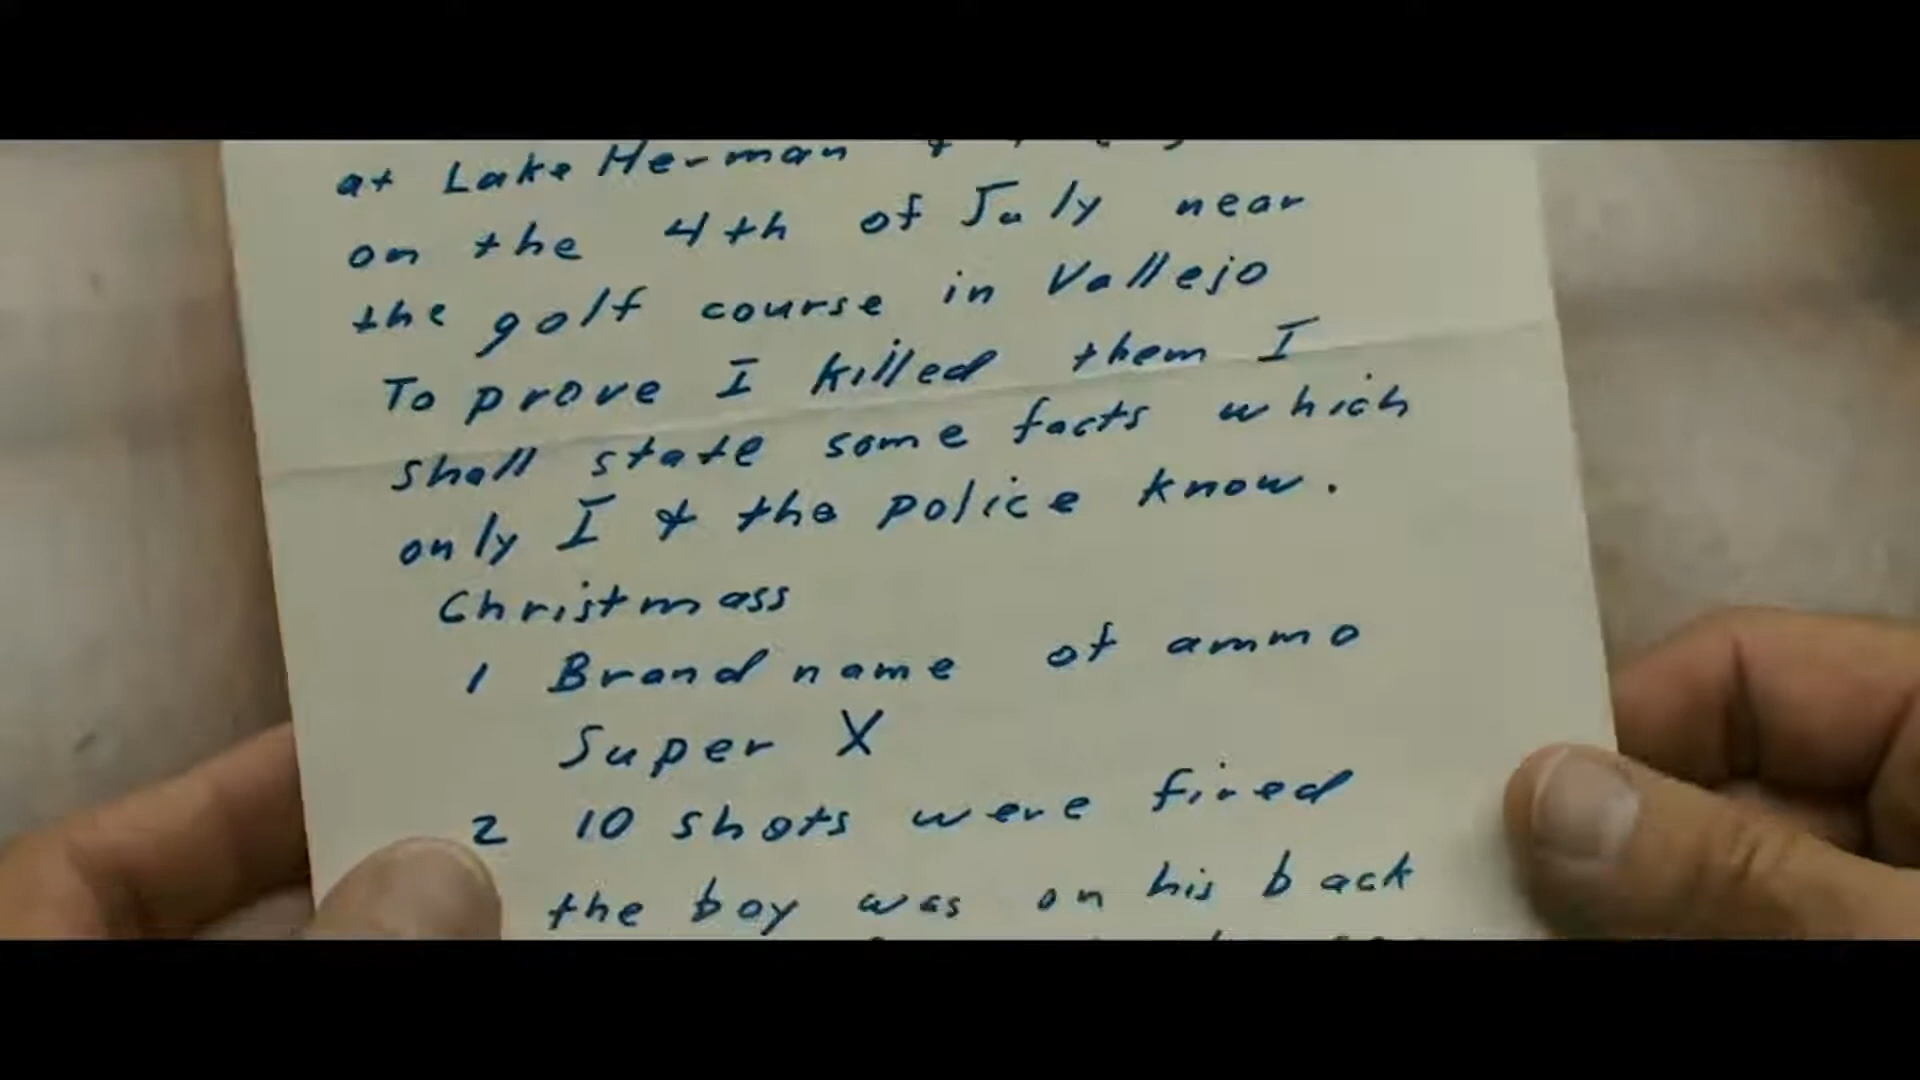 at Lake Herman &
on the 4th of July near
the golf course in Vallejo
To prove I killed them I
shall state some facts which
only I & the police know.
Christmass
1 Brand name of ammo
Super X
2 10 shots were fired
the boy was on his back